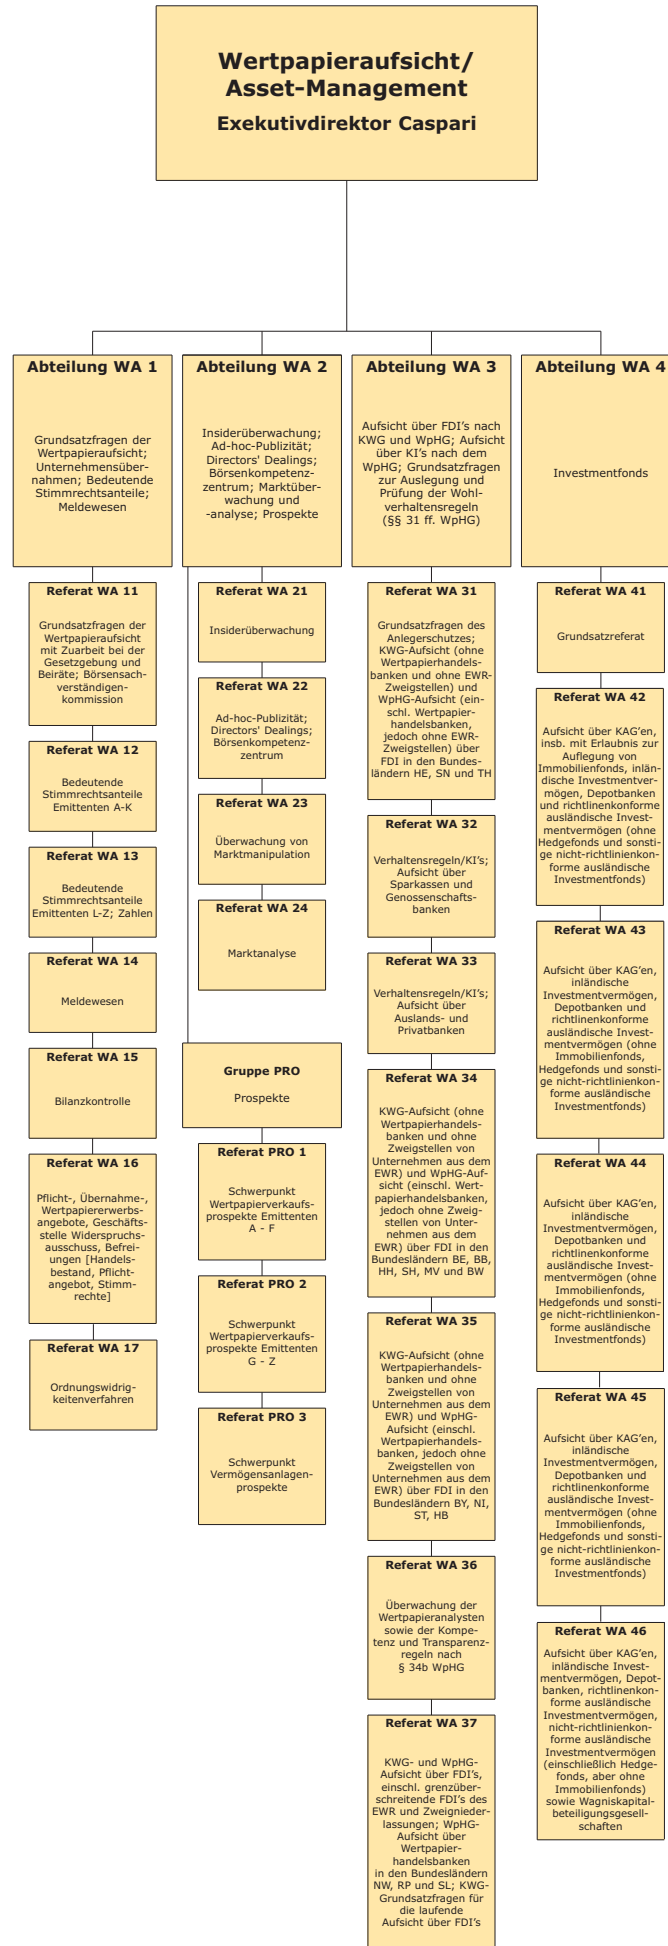 Wertpapieraufsicht/
Asset-Management
Exekutivdirektor Caspari
Abteilung WA 1
Grundsatzfragen der
Wertpapieraufsicht;
Unternehmensüber-
nahmen; Bedeutende
Stimmrechtsanteile;
Meldewesen
Referat WA 11
Grundsatzfragen der
Wertpapieraufsicht
mit Zuarbeit bei der
Gesetzgebung und
Beiräte; Börsensach-
verständigen-
kommission
Referat WA 12
Bedeutende
Stimmrechtsanteile
Emittenten A-K
Referat WA 13
Bedeutende
Stimmrechtsanteile
Emittenten L-Z; Zahlen
Referat WA 14
Meldewesen
Referat WA 15
Bilanzkontrolle
Referat WA 16
Pflicht-, Übernahme-,
Wertpapiererwerbs-
angebote, Geschäfts-
stelle Widerspruchs-
ausschuss, Befrei-
ungen [Handels-
bestand, Pflicht-
angebot, Stimm-
rechte]
Referat WA 17
Ordnungswidrig-
keitenverfahren
Abteilung WA 2
Insiderüberwachung;
Ad-hoc-Publizität;
Directors' Dealings;
Börsenkompetenz-
zentrum; Marktüber-
wachung und
-analyse; Prospekte
Referat WA 21
Insiderüberwachung
Referat WA 22
Ad-hoc-Publizität;
Directors' Dealings;
Börsenkompetenz-
zentrum
Referat WA 23
Überwachung von
Marktmanipulation
Referat WA 24
Marktanalyse
Gruppe PRO
Prospekte
Referat PRO 1
Schwerpunkt
Wertpapierverkaufs-
prospekte Emittenten
A - F
Referat PRO 2
Schwerpunkt
Wertpapierverkaufs-
prospekte Emittenten
G - Z
Referat PRO 3
Schwerpunkt
Vermögensanlagen-
prospekte
Abteilung WA 3
Aufsicht über FDI's nach
KWG und WpHG; Aufsicht
über KI's nach dem
WpHG; Grundsatzfragen
zur Auslegung und
Prüfung der Wohl-
verhaltensregeln
(§§ 31 ff. WpHG)
Referat WA 31
Grundsatzfragen des
Anlegerschutzes;
KWG-Aufsicht (ohne
Wertpapierhandels-
banken und ohne EWR-
Zweigstellen) und
WpHG-Aufsicht (ein-
schl. Wertpapier-
handelsbanken,
jedoch ohne EWR-
Zweigstellen) über
FDI in den Bundes-
ländern HE, SN und TH
Referat WA 32
Verhaltensregeln/KI's;
Aufsicht über
Sparkassen und
Genossenschafts-
banken
Referat WA 33
Verhaltensregeln/KI's;
Aufsicht über
Auslands- und
Privatbanken
Referat WA 34
KWG-Aufsicht (ohne
Wertpapierhandels-
banken und ohne
Zweigstellen von
Unternehmen aus dem
EWR) und WpHG-Auf-
sicht (einschl. Wert-
papierhandelsbanken,
jedoch ohne Zweig-
stellen von Unter-
nehmen aus dem
EWR) über FDI in den
Bundesländern BE, BB,
HH, SH, MV und BW
Referat WA 35
KWG-Aufsicht (ohne
Wertpapierhandels-
banken und ohne
Zweigstellen von
Unternehmen aus dem
EWR) und WpHG-
Aufsicht (einschl.
Wertpapierhandels-
banken, jedoch ohne
Zweigstellen von
Unternehmen aus dem
EWR) über FDI in den
Bundesländern BY, NI,
ST, HB
Referat WA 36
Überwachung der
Wertpapieranalysten
sowie der Kompe-
tenz und Transparenz-
regeln nach
§ 34b WpHG
Referat WA 37
KWG- und WpHG-
Aufsicht über FDI's,
einschl. grenzüber-
schreitende FDI's des
EWR und Zweignieder-
lassungen; WpHG-
Aufsicht über
Wertpapier-
handelsbanken
in den Bundesländern
NW, RP und SL; KWG-
Grundsatzfragen für
die laufende
Aufsicht über FDI's
Abteilung WA 4
Investmentfonds
Referat WA 41
Grundsatzreferat
Referat WA 42
Aufsicht über KAG'en,
insb. mit Erlaubnis zur
Auflegung von
Immobilienfonds, inlän-
dische Investmentver-
mögen, Depotbanken
und richtlinenkonforme
ausländische Invest-
mentvermögen (ohne
Hedgefonds und sonsti-
ge nicht-richtlinienkon-
forme ausländische
Investmentfonds)
Referat WA 43
Aufsicht über KAG'en,
inländische
Investmentvermögen,
Depotbanken und
richtlinenkonforme
ausländische Invest-
mentvermögen (ohne
Immobilienfonds,
Hedgefonds und sonsti-
ge nicht-richtlinienkon-
forme ausländische
Investmentfonds)
Referat WA 44
Aufsicht über KAG'en,
inländische
Investmentvermögen,
Depotbanken und
richtlinenkonforme
ausländische Invest-
mentvermögen (ohne
Immobilienfonds,
Hedgefonds und sonsti-
ge nicht-richtlinienkon-
forme ausländische
Investmentfonds)
Referat WA 45
Aufsicht über KAG'en,
inländische
Investmentvermögen,
Depotbanken und
richtlinenkonforme
ausländische Invest-
mentvermögen (ohne
Immobilienfonds,
Hedgefonds und sonsti-
ge nicht-richtlinienkon-
forme ausländische
Investmentfonds)
Referat WA 46
Aufsicht über KAG'en,
inländische Invest-
mentvermögen, Depot-
banken, richtlinenkon-
forme ausländische
Investmentvermögen,
nicht-richtlinienkon-
forme ausländische
Investmentvermögen
(einschließlich Hedge-
fonds, aber ohne
Immobilienfonds)
sowie Wagniskapital-
beteiligungsgesell-
schaften